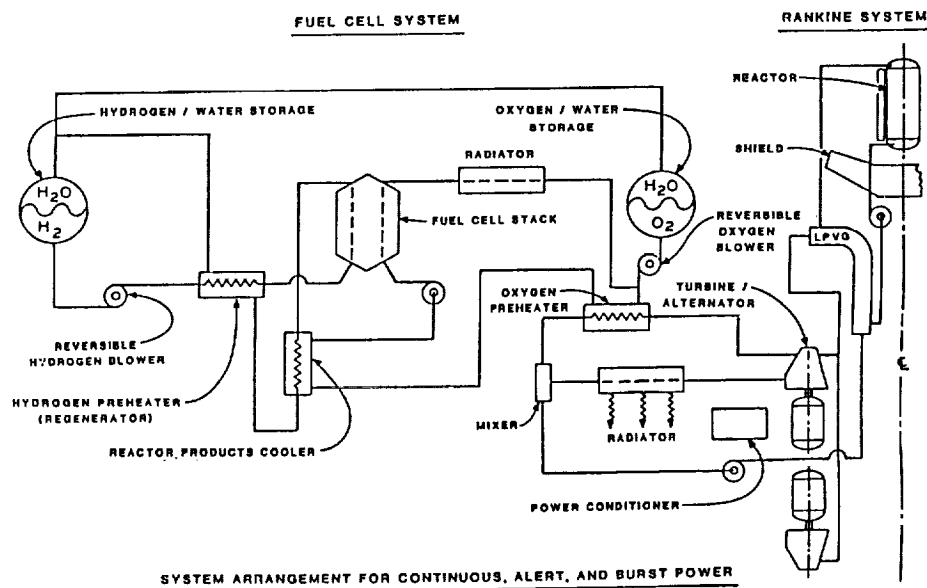 FUEL CELL SYSTEM
RANKINE SYSTEM
HYDROGEN / WATER STORAGE
OXYGEN / WATER
STORAGE
REACTOR
RADIATOR
SHIELD
H2O
H2
FUEL CELL STACK
H2O
O2
REVERSIBLE
OXYGEN
BLOWER
LPVG
OXYGEN
PREHEATER
TURBINE /
ALTERNATOR
REVERSIBLE
HYDROGEN BLOWER
℄
HYDROGEN PREHEATER
(REGENERATOR)
MIXER
RADIATOR
REACTOR PRODUCTS COOLER
POWER CONDITIONER
SYSTEM ARRANGEMENT FOR CONTINUOUS, ALERT, AND BURST POWER